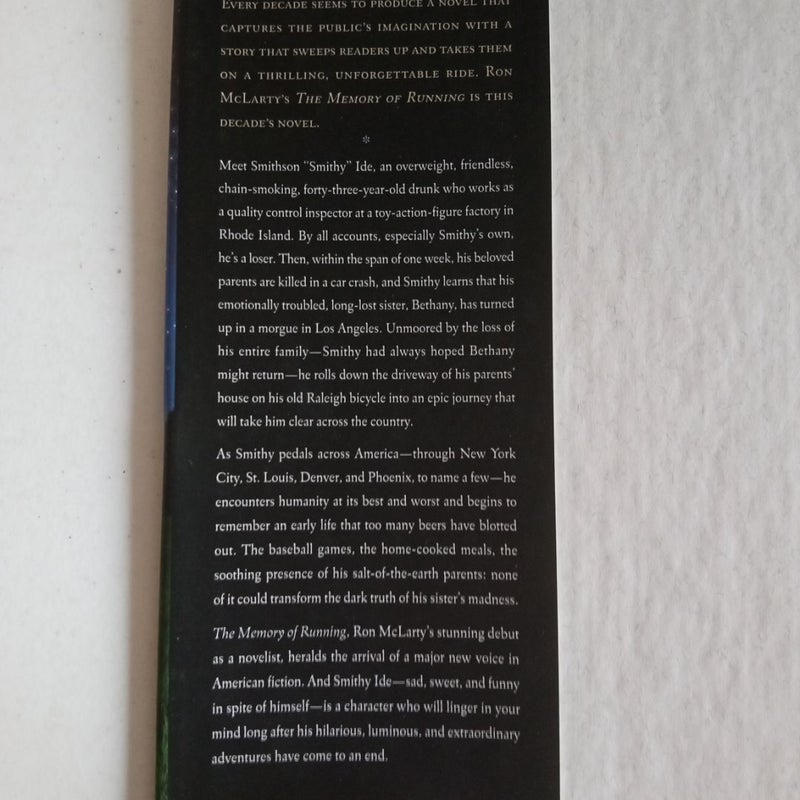 EVERY DECADE SEEMS TO PRODUCE A NOVEL THAT
CAPTURES THE PUBLIC'S IMAGINATION WITH A
STORY THAT SWEEPS READERS UP AND TAKES THEM
ON A THRILLING, UNFORGETTABLE RIDE. RON
MCLARTY'S THE MEMORY OF RUNNING IS THIS
DECADE'S NOVEL.
*
Meet Smithson “Smithy” Ide, an overweight, friendless,
chain-smoking, forty-three-year-old drunk who works as
a quality control inspector at a toy-action-figure factory in
Rhode Island. By all accounts, especially Smithy's own,
he's a loser. Then, within the span of one week, his beloved
parents are killed in a car crash, and Smithy learns that his
emotionally troubled, long-lost sister, Bethany, has turned
up in a morgue in Los Angeles. Unmoored by the loss of
his entire family—Smithy had always hoped Bethany
might return—he rolls down the driveway of his parents'
house on his old Raleigh bicycle into an epic journey that
will take him clear across the country.
As Smithy pedals across America—through New York
City, St. Louis, Denver, and Phoenix, to name a few—he
encounters humanity at its best and worst and begins to
remember an early life that too many beers have blotted
out. The baseball games, the home-cooked meals, the
soothing presence of his salt-of-the-earth parents: none
of it could transform the dark truth of his sister's madness.
The Memory of Running, Ron McLarty's stunning debut
as a novelist, heralds the arrival of a major new voice in
American fiction. And Smithy Ide—sad, sweet, and funny
in spite of himself—is a character who will linger in your
mind long after his hilarious, luminous, and extraordinary
adventures have come to an end.